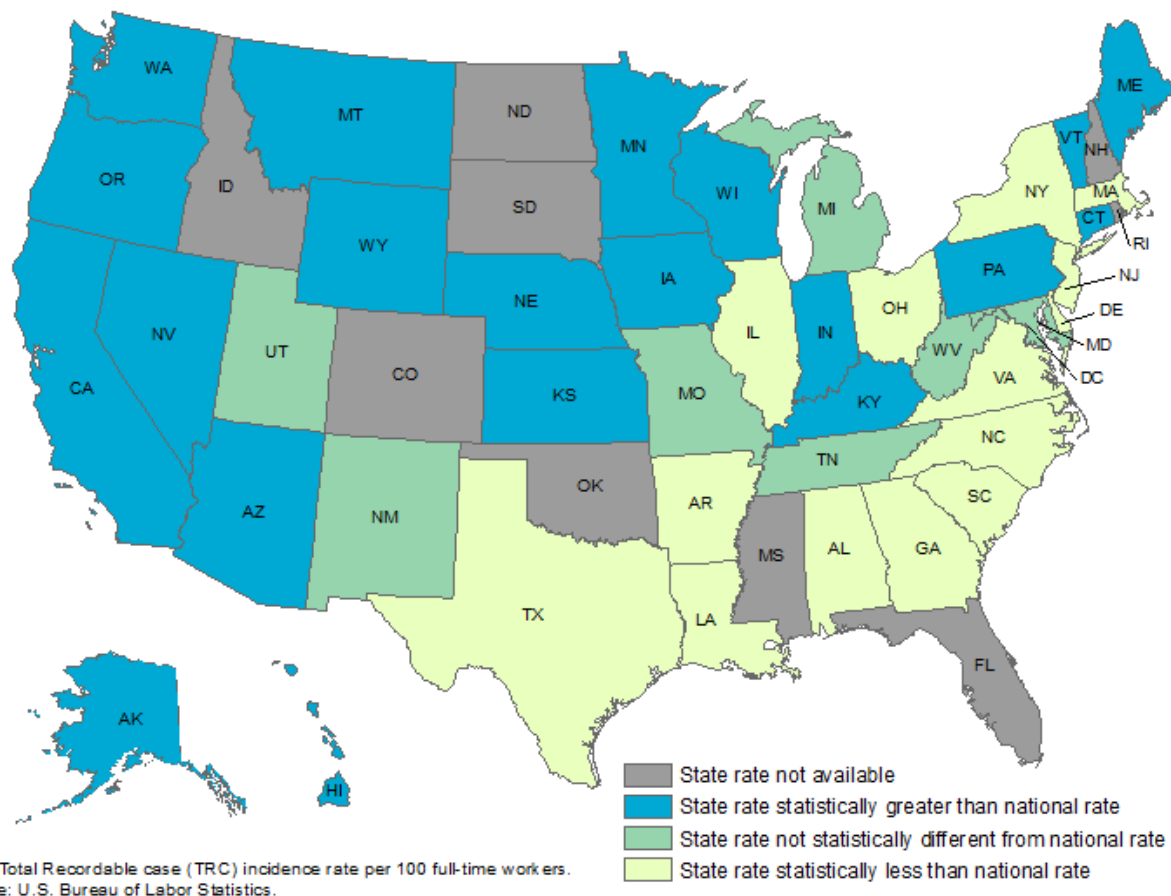 WA
MT
ND
MN
ME
VT
NH
OR
ID
SD
WI
MI
NY
MA
CT
RI
WY
IA
NE
PA
NJ
NV
UT
CO
IL
IN
OH
DE
MD
DC
WV
VA
CA
KS
MO
KY
NC
TN
AZ
NM
OK
AR
SC
MS
AL
GA
TX
LA
FL
AK
HI
State rate not available
State rate statistically greater than national rate
State rate not statistically different from national rate
State rate statistically less than national rate
Total Recordable case (TRC) incidence rate per 100 full-time workers.
e: U.S. Bureau of Labor Statistics.